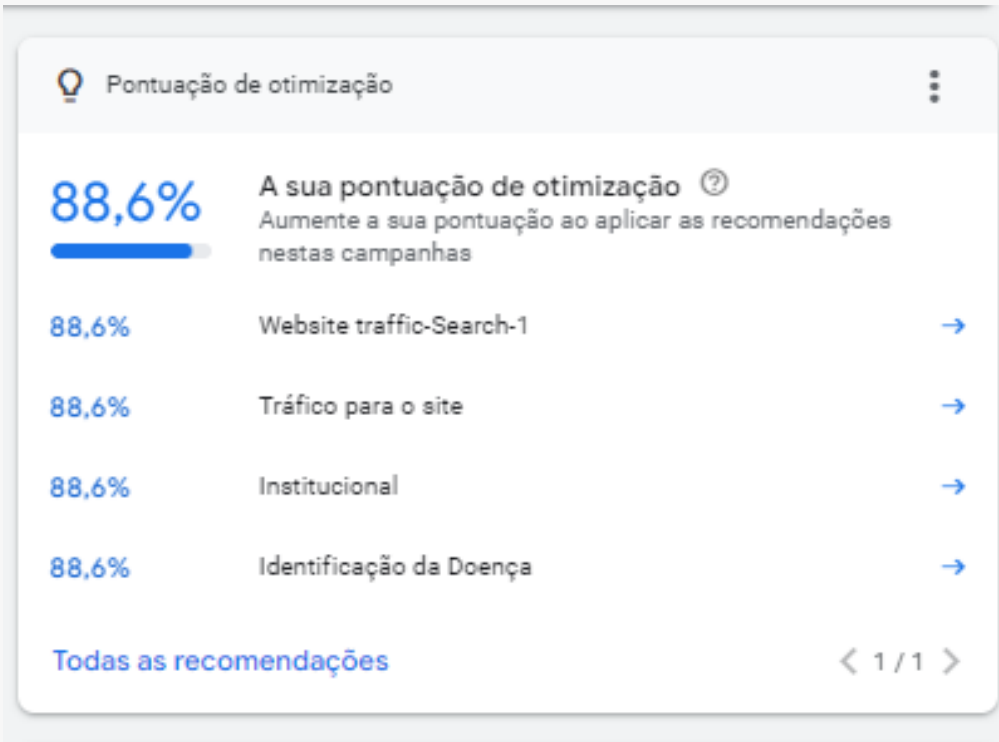 Pontuação de otimização
88,6%
A sua pontuação de otimização
Aumente a sua pontuação ao aplicar as recomendações
nestas campanhas
88,6% Website traffic-Search-1
88,6% Tráfico para o site
88,6% Institucional
88,6% Identificação da Doença
Todas as recomendações
1 / 1